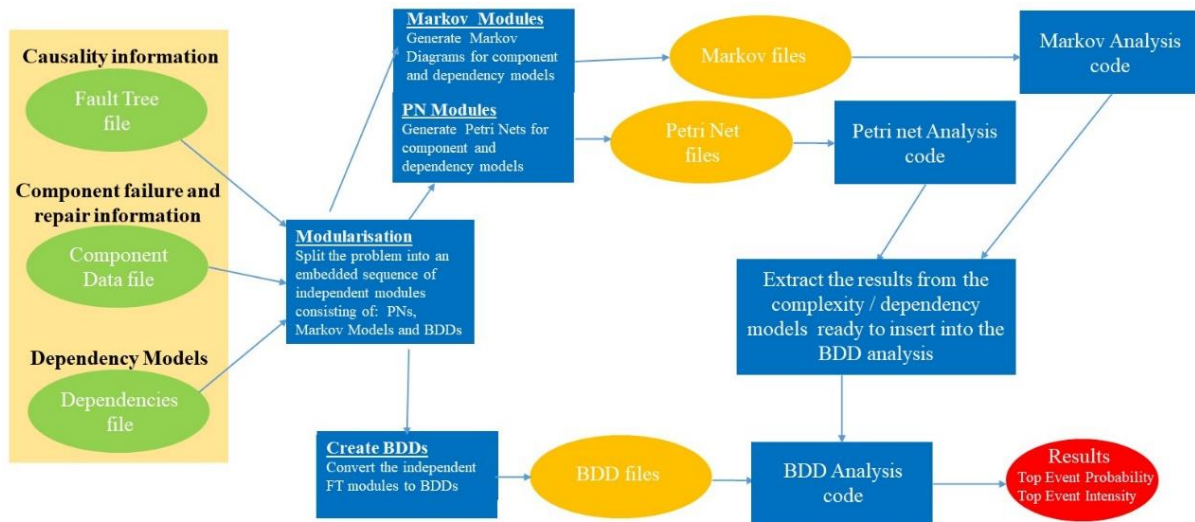 Causality information
Fault Tree
file
Component failure and
repair information
Component
Data file
Dependency Models
Dependencies
file
Modularisation
Split the problem into an
embedded sequence of
independent modules
consisting of: PNs,
Markov Models and BDDs
Markov Modules
Generate Markov
Diagrams for component
and dependency models
PN Modules
Generate Petri Nets for
component and
dependency models
Markov files
Petri Net
files
Markov Analysis
code
Petri net Analysis
code
Extract the results from the
complexity / dependency
models ready to insert into the
BDD analysis
Create BDDs
Convert the independent
FT modules to BDDs
BDD files
BDD Analysis
code
Results
Top Event Probability
Top Event Intensity